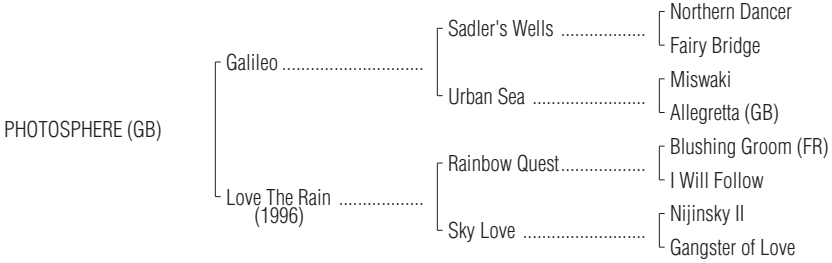 Northern Dancer
Sadler's Wells ......................
Fairy Bridge
Galileo .............................
Miswaki
Urban Sea .............................
Allegretta (GB)
PHOTOSPHERE (GB)
Blushing Groom (FR)
Rainbow Quest......................
I Will Follow
Love The Rain ......................
(1996)
Nijinsky II
Sky Love ...............................
Gangster of Love